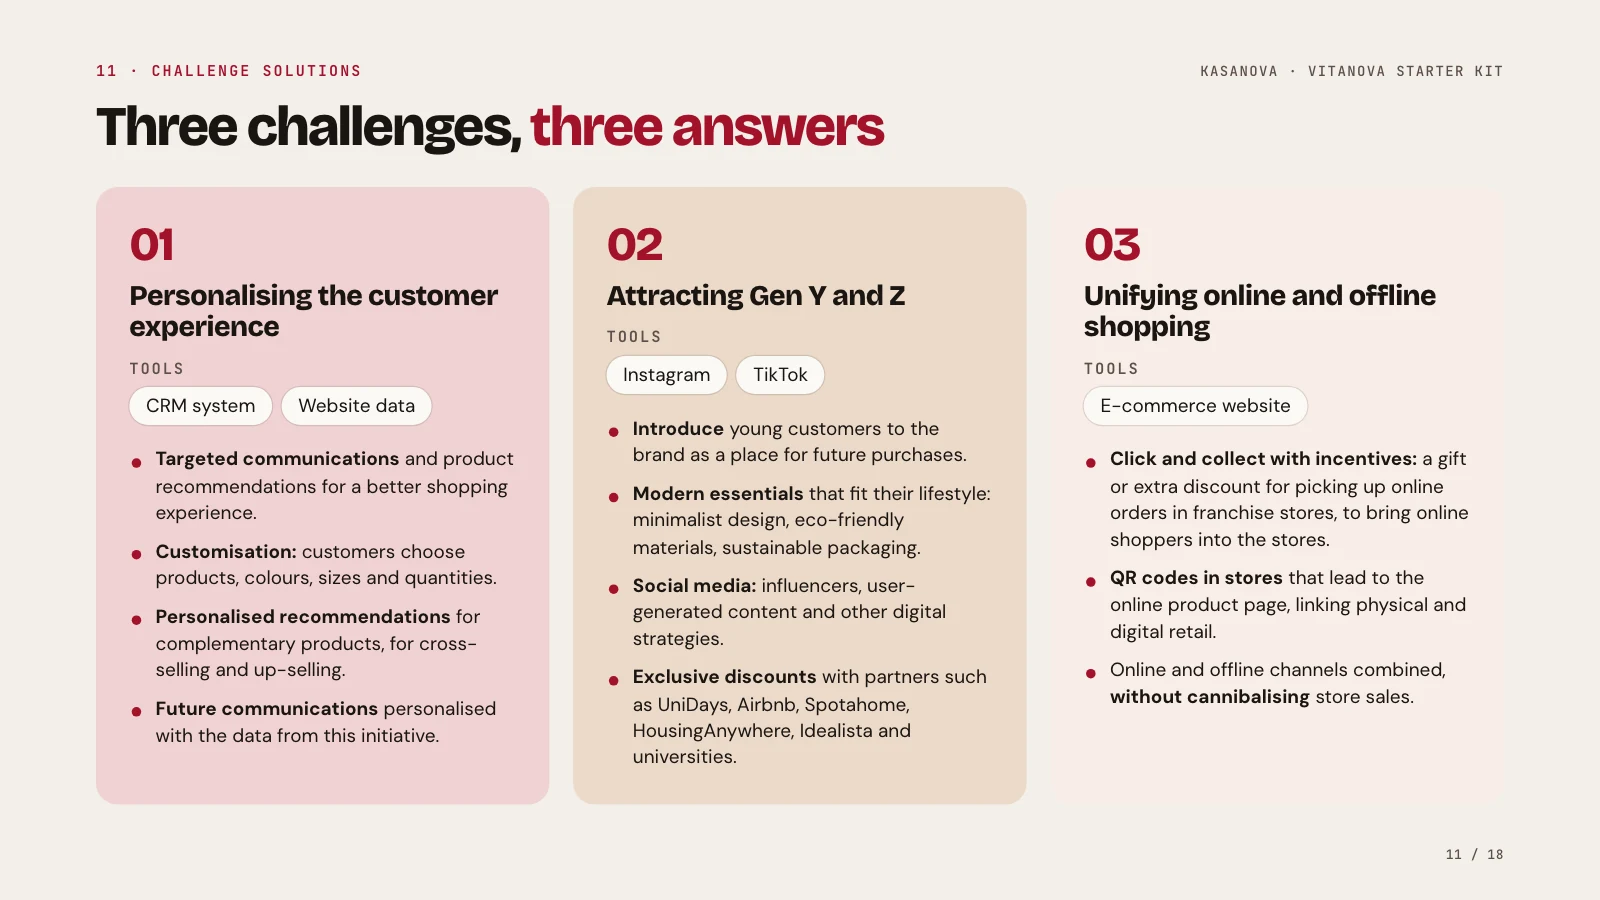 11 · CHALLENGE SOLUTIONS
KASANOVA · VITANOVA STARTER KIT
Three challenges, three answers
01
Personalising the customer
experience
TOOLS
CRM system
Website data
Targeted communications and product
recommendations for a better shopping
experience.
Customisation: customers choose
products, colours, sizes and quantities.
Personalised recommendations for
complementary products, for cross-
selling and up-selling.
Future communications personalised
with the data from this initiative.
02
Attracting Gen Y and Z
TOOLS
Instagram
TikTok
Introduce young customers to the
brand as a place for future purchases.
Modern essentials that fit their lifestyle:
minimalist design, eco-friendly
materials, sustainable packaging.
Social media: influencers, user-
generated content and other digital
strategies.
Exclusive discounts with partners such
as UniDays, Airbnb, Spotahome,
HousingAnywhere, Idealista and
universities.
03
Unifying online and offline
shopping
TOOLS
E-commerce website
Click and collect with incentives: a gift
or extra discount for picking up online
orders in franchise stores, to bring online
shoppers into the stores.
QR codes in stores that lead to the
online product page, linking physical and
digital retail.
Online and offline channels combined,
without cannibalising store sales.
11 / 18